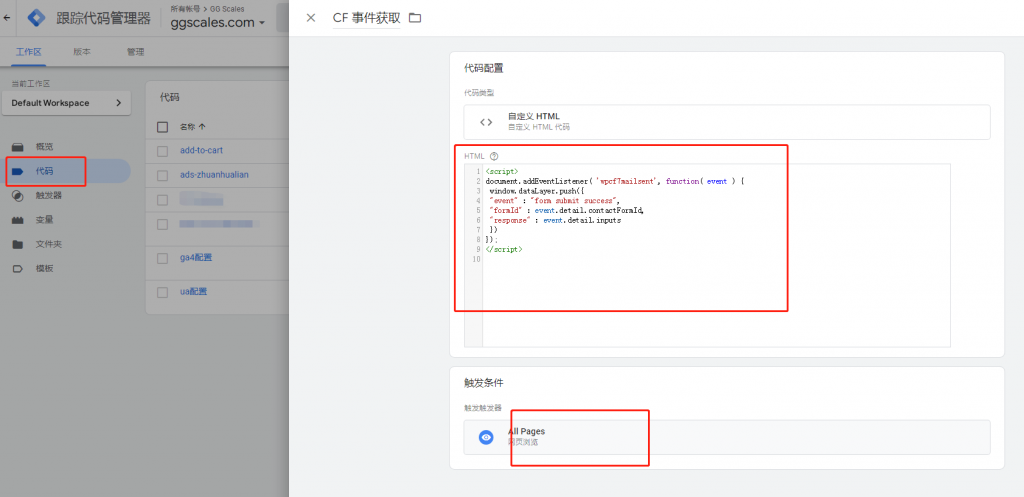 跟踪代码管理器
所有帐号 > GG Scales
ggscales.com
工作区
版本
管理
当前工作区
Default Workspace
概览
代码
触发器
变量
文件夹
模板
代码
名称
add-to-cart
ads-zhuanhualian
ga4配置
ua配置
CF 事件获取
代码配置
代码类型
自定义 HTML
自定义 HTML 代码
HTML
1 <script>
2 document.addEventListener( 'wpcf7mailsent', function( event ) {
3 window.dataLayer.push({
4 "event" : "form submit success",
5 "formId" : event.detail.contactFormId,
6 "response" : event.detail.inputs
7 })
8 });
9 </script>
10
触发条件
触发触发器
All Pages
网页浏览